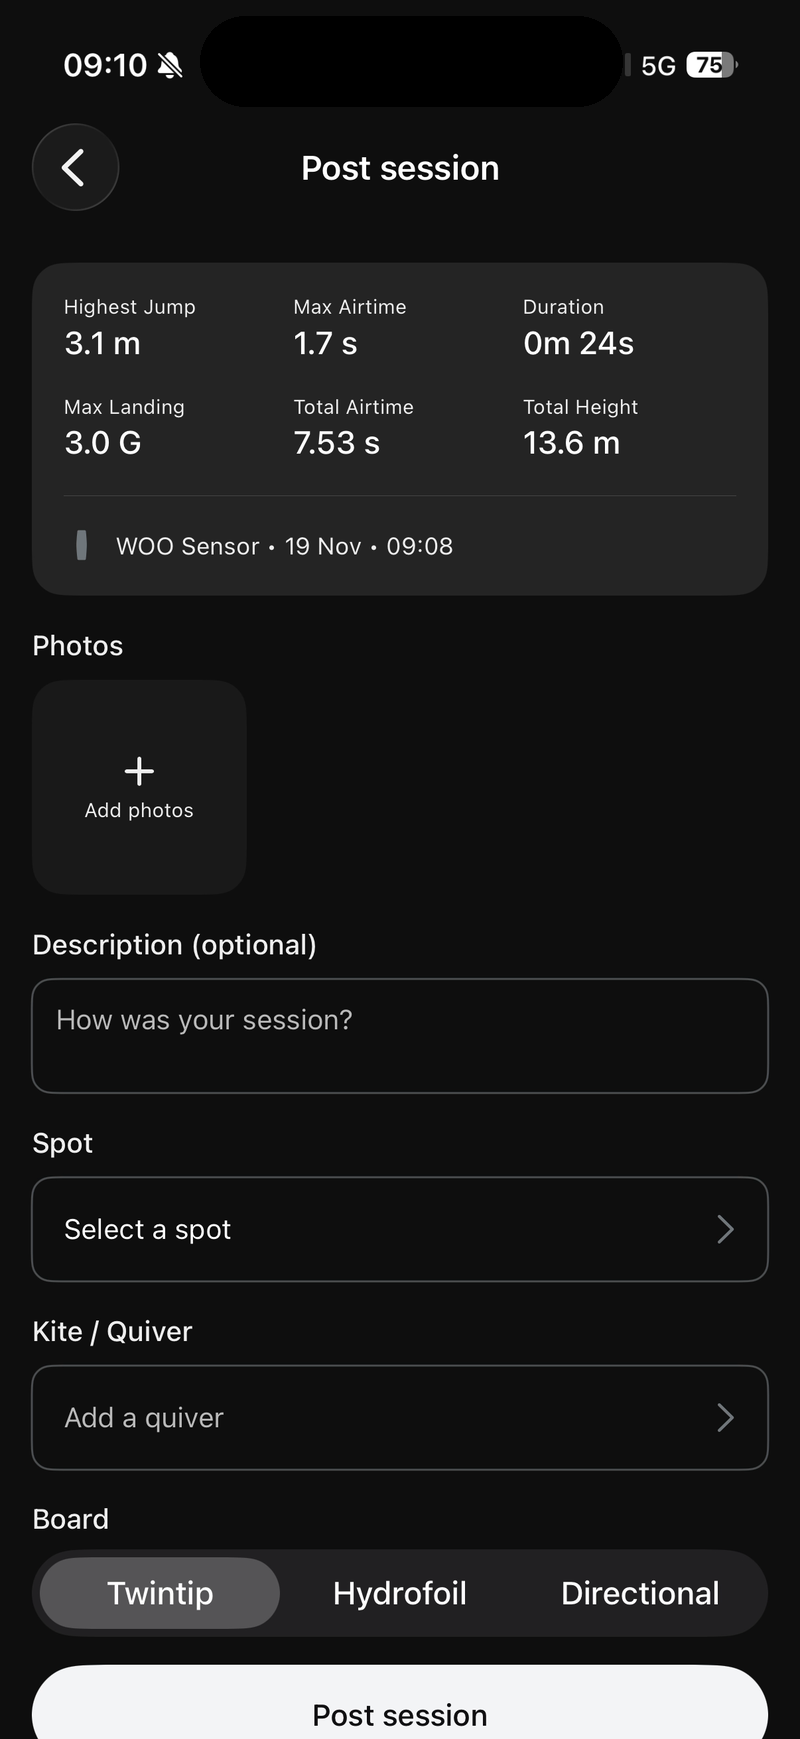 09:10 5G 75
Post session
Highest Jump Max Airtime Duration
3.1 m 1.7 s 0m 24s
Max Landing Total Airtime Total Height
3.0 G 7.53 s 13.6 m
WOO Sensor • 19 Nov • 09:08
Photos
Add photos
Description (optional)
How was your session?
Spot
Select a spot
Kite / Quiver
Add a quiver
Board
Twintip Hydrofoil Directional
Post session